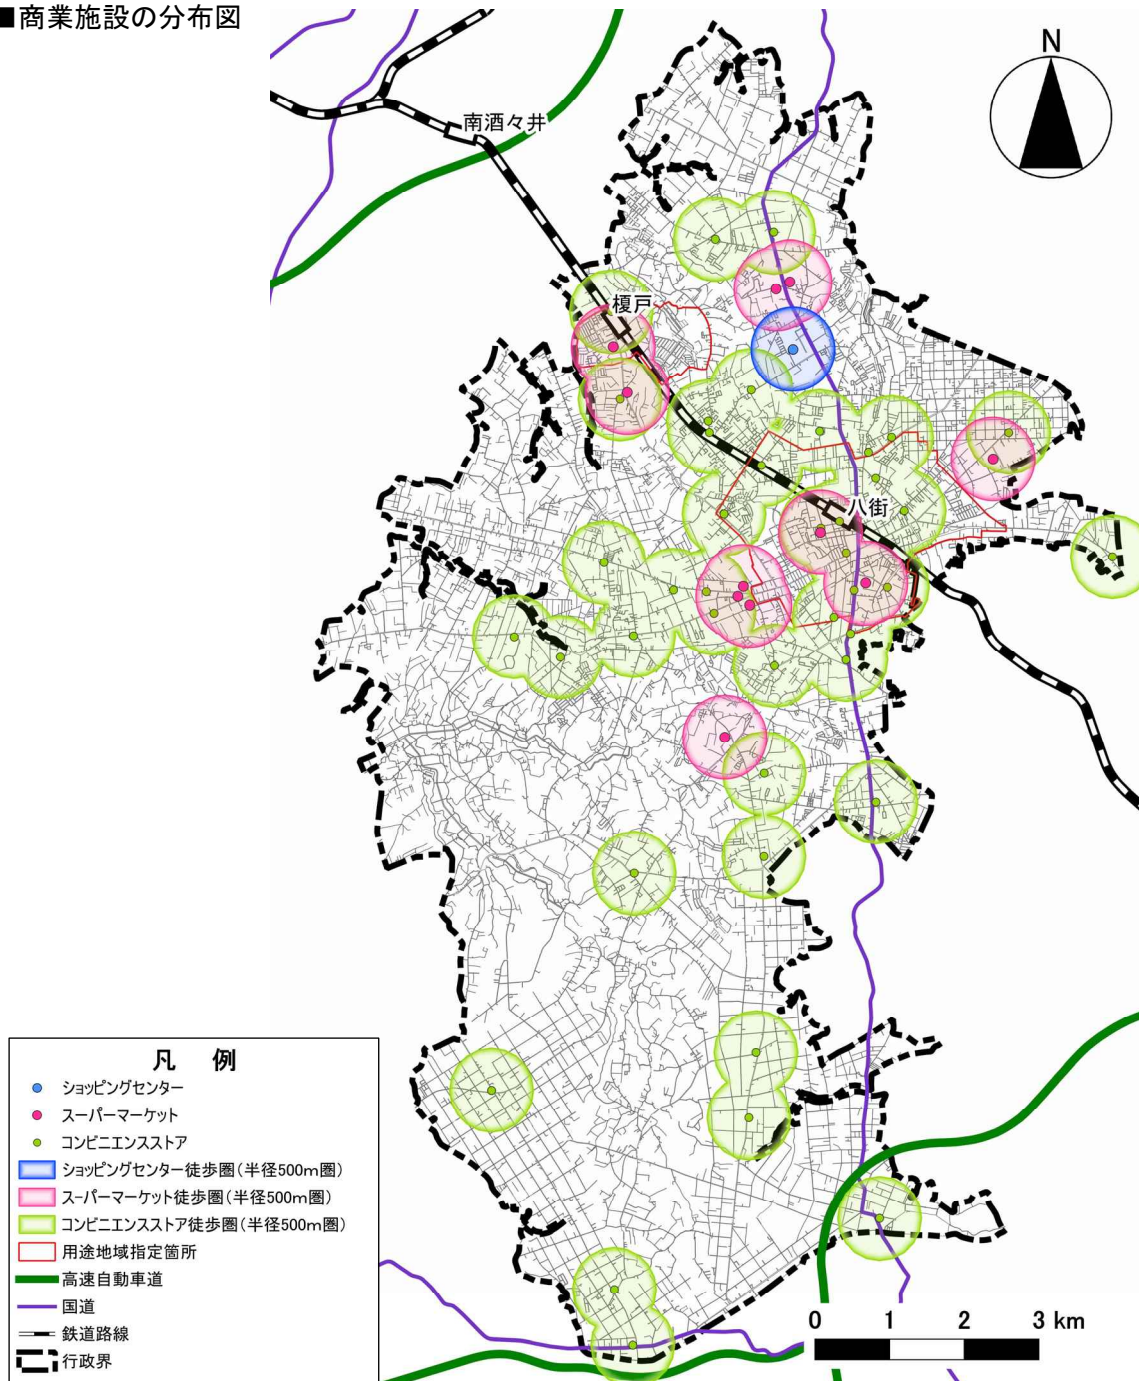 ■商業施設の分布図
N
南酒々井
榎戸
八街
凡 例
ショッピングセンター
スーパーマーケット
コンビニエンスストア
ショッピングセンター徒歩圏(半径500m圏)
スーパーマーケット徒歩圏(半径500m圏)
コンビニエンスストア徒歩圏(半径500m圏)
用途地域指定箇所
高速自動車道
国道
鉄道路線
行政界
0 1 2 3 km